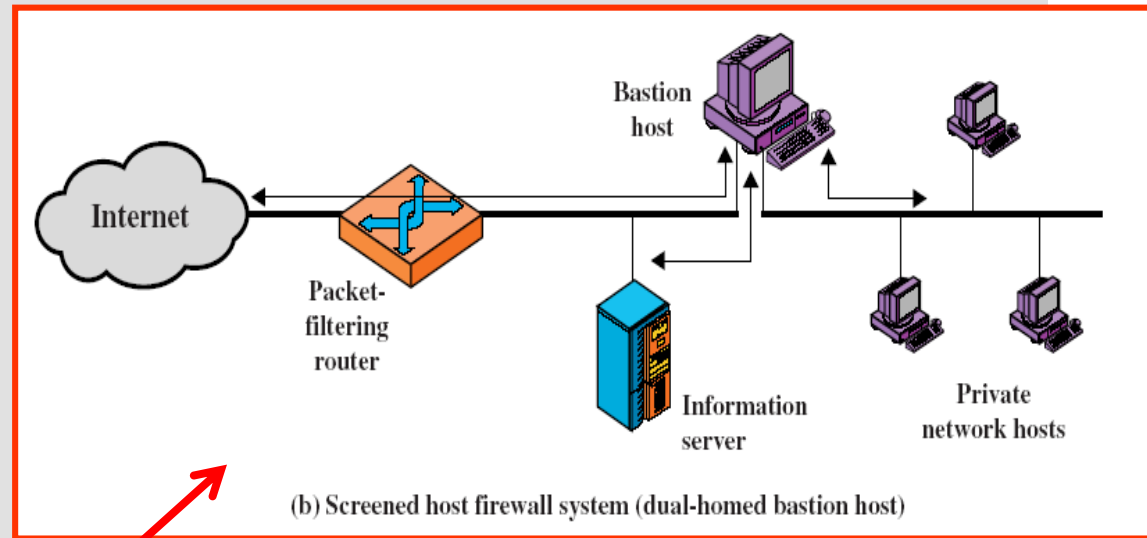 Bastion
host
Internet
Packet-
filtering
router
Information
server
Private
network hosts
(b) Screened host firewall system (dual-homed bastion host)